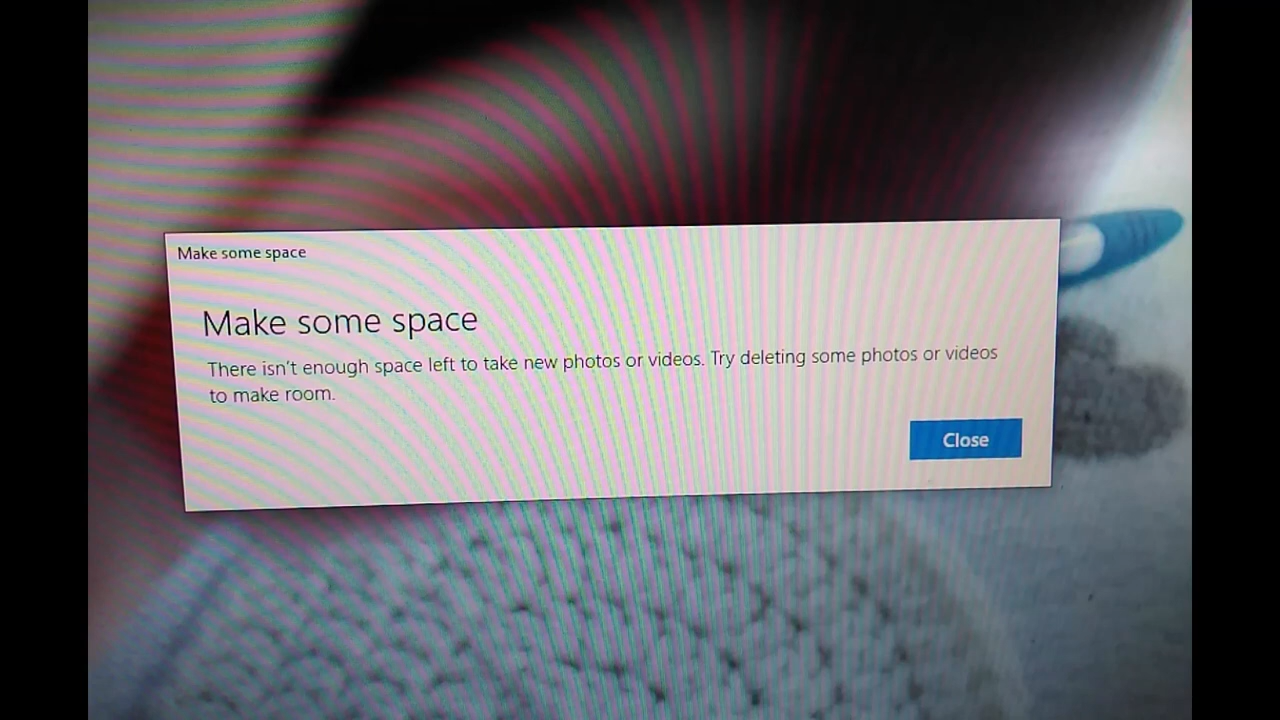 Make some space
Make some space
There isn't enough space left to take new photos or videos. Try deleting some photos or videos
to make room.
Close